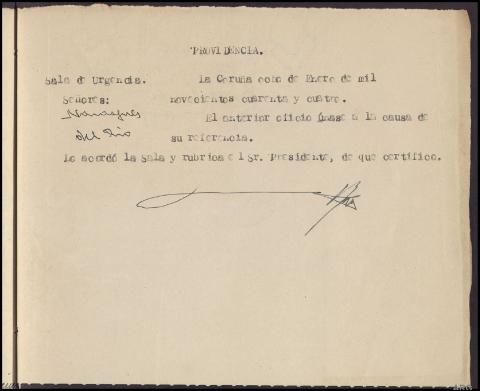 PROVIDENCIA.
Sala de Urgencia. La Coruña ocho de Enero de mil
Señores: novecientos cuarenta y cuatro.
El anterior oficio únase a la causa de
del Río su referencia.
Lo acordó la Sala y rubrica el Sr. Presidente, de que certifico.